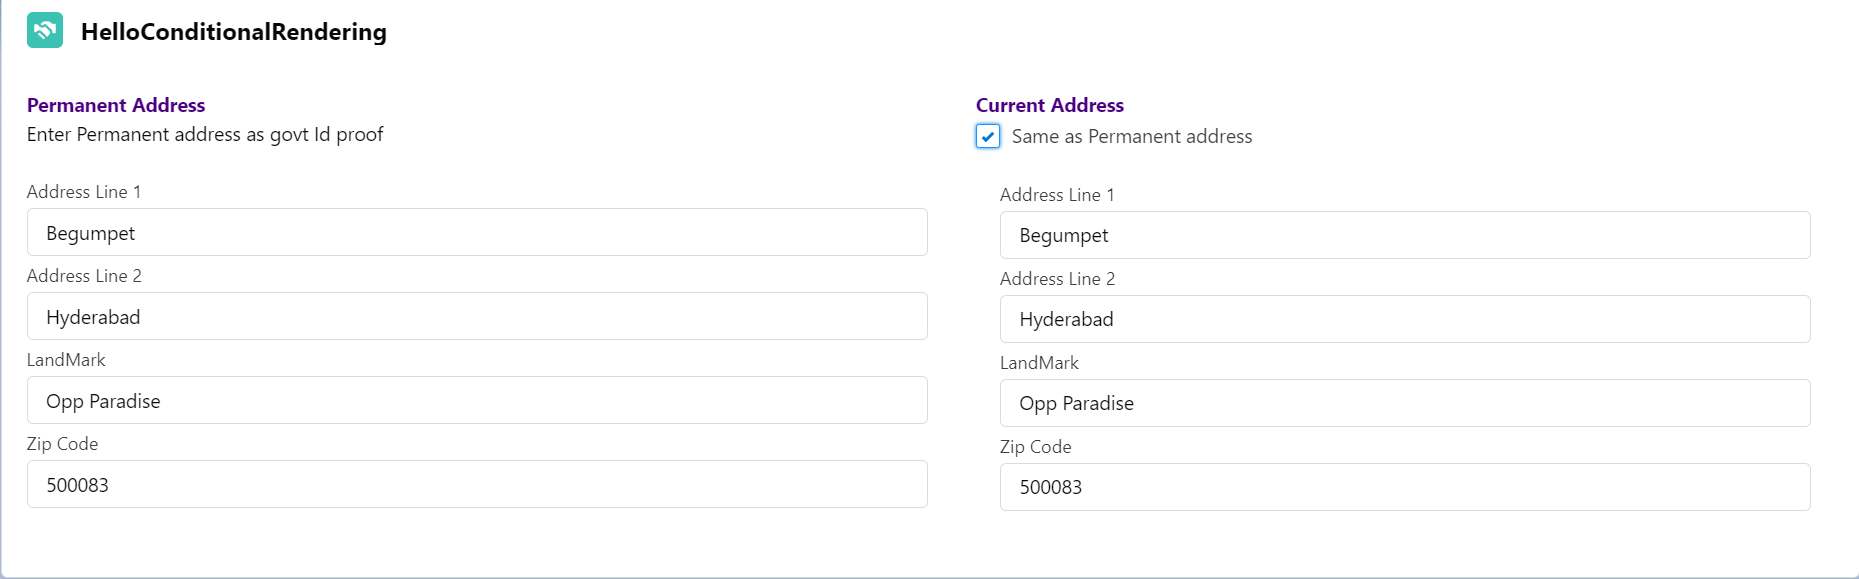 HelloConditionalRendering
Permanent Address
Enter Permanent address as govt Id proof
Address Line 1
Begumpet
Address Line 2
Hyderabad
LandMark
Opp Paradise
Zip Code
500083
Current Address
Same as Permanent address
Address Line 1
Begumpet
Address Line 2
Hyderabad
LandMark
Opp Paradise
Zip Code
500083